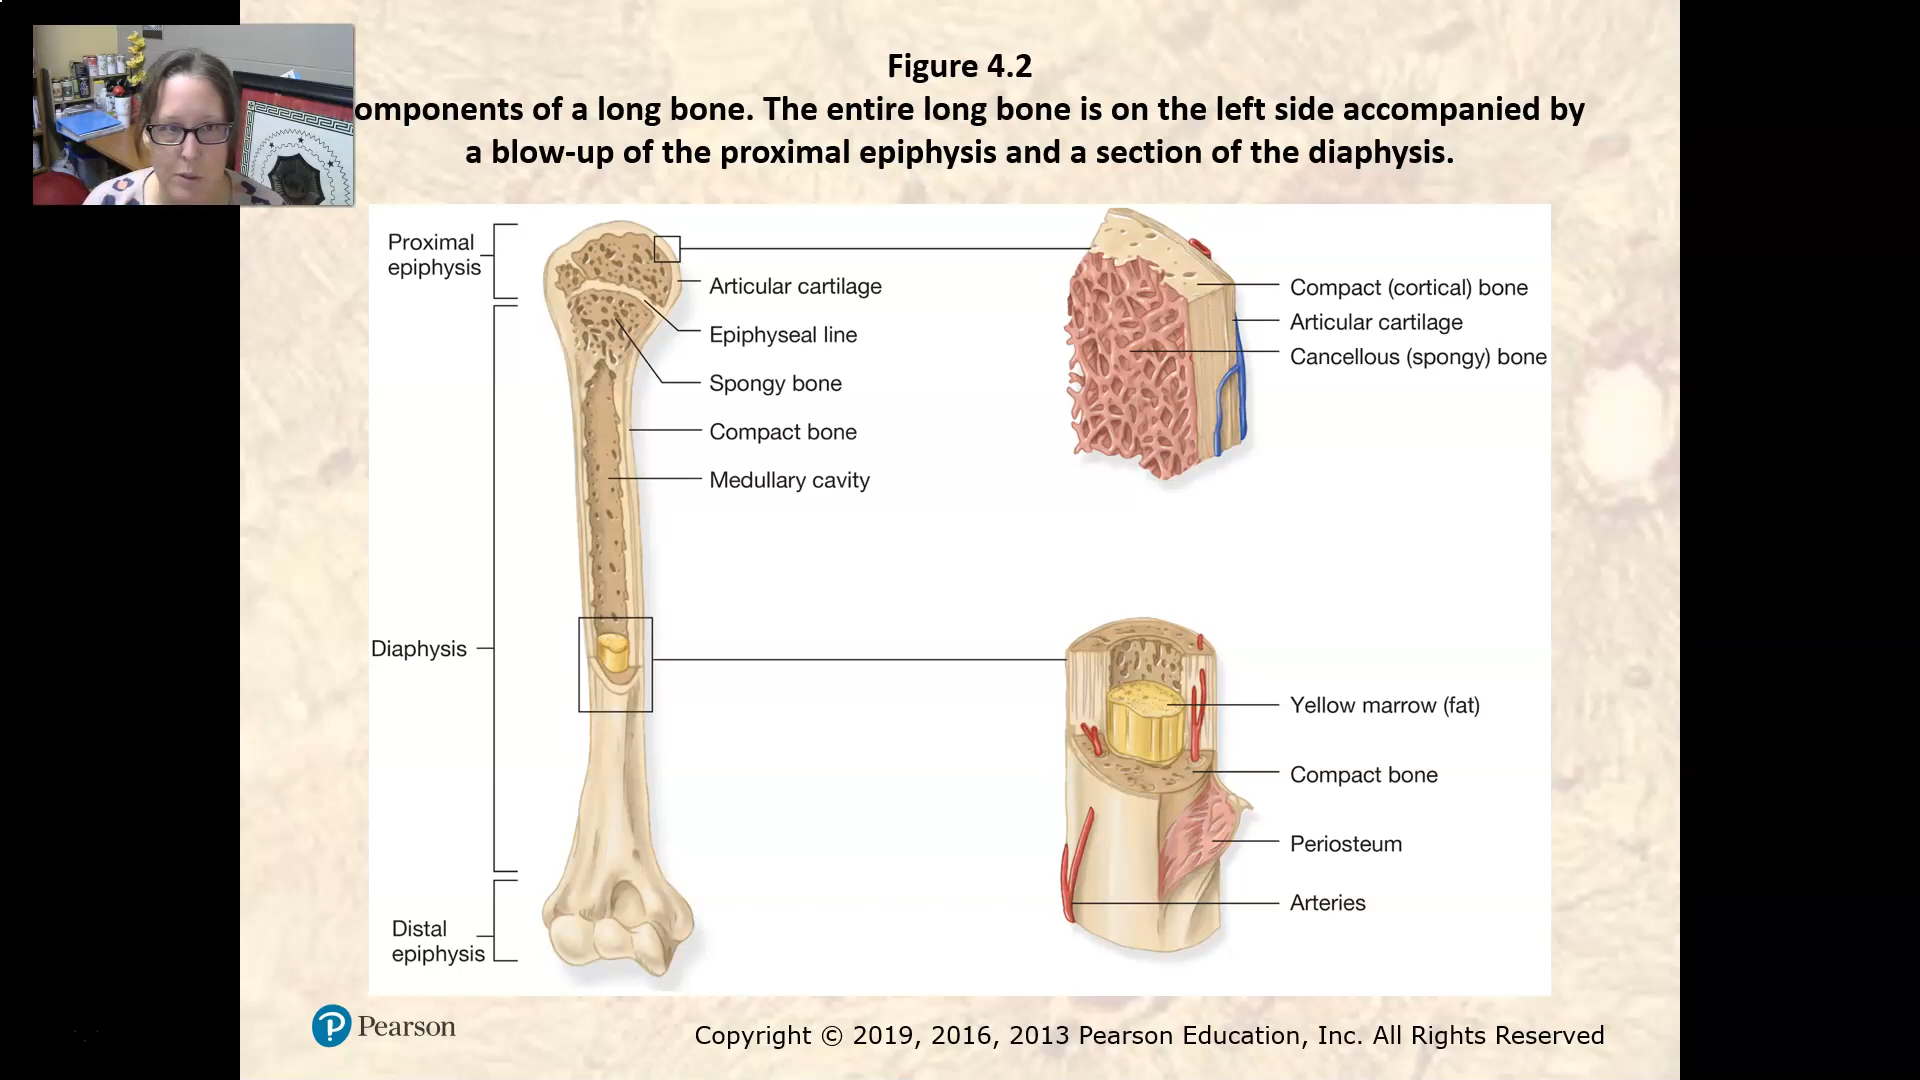 Figure 4.2
omponents of a long bone. The entire long bone is on the left side accompanied by
a blow-up of the proximal epiphysis and a section of the diaphysis.
Proximal
epiphysis
Articular cartilage
Epiphyseal line
Spongy bone
Compact bone
Medullary cavity
Diaphysis
Distal
epiphysis
Compact (cortical) bone
Articular cartilage
Cancellous (spongy) bone
Yellow marrow (fat)
Compact bone
Periosteum
Arteries
Pearson
Copyright © 2019, 2016, 2013 Pearson Education, Inc. All Rights Reserved